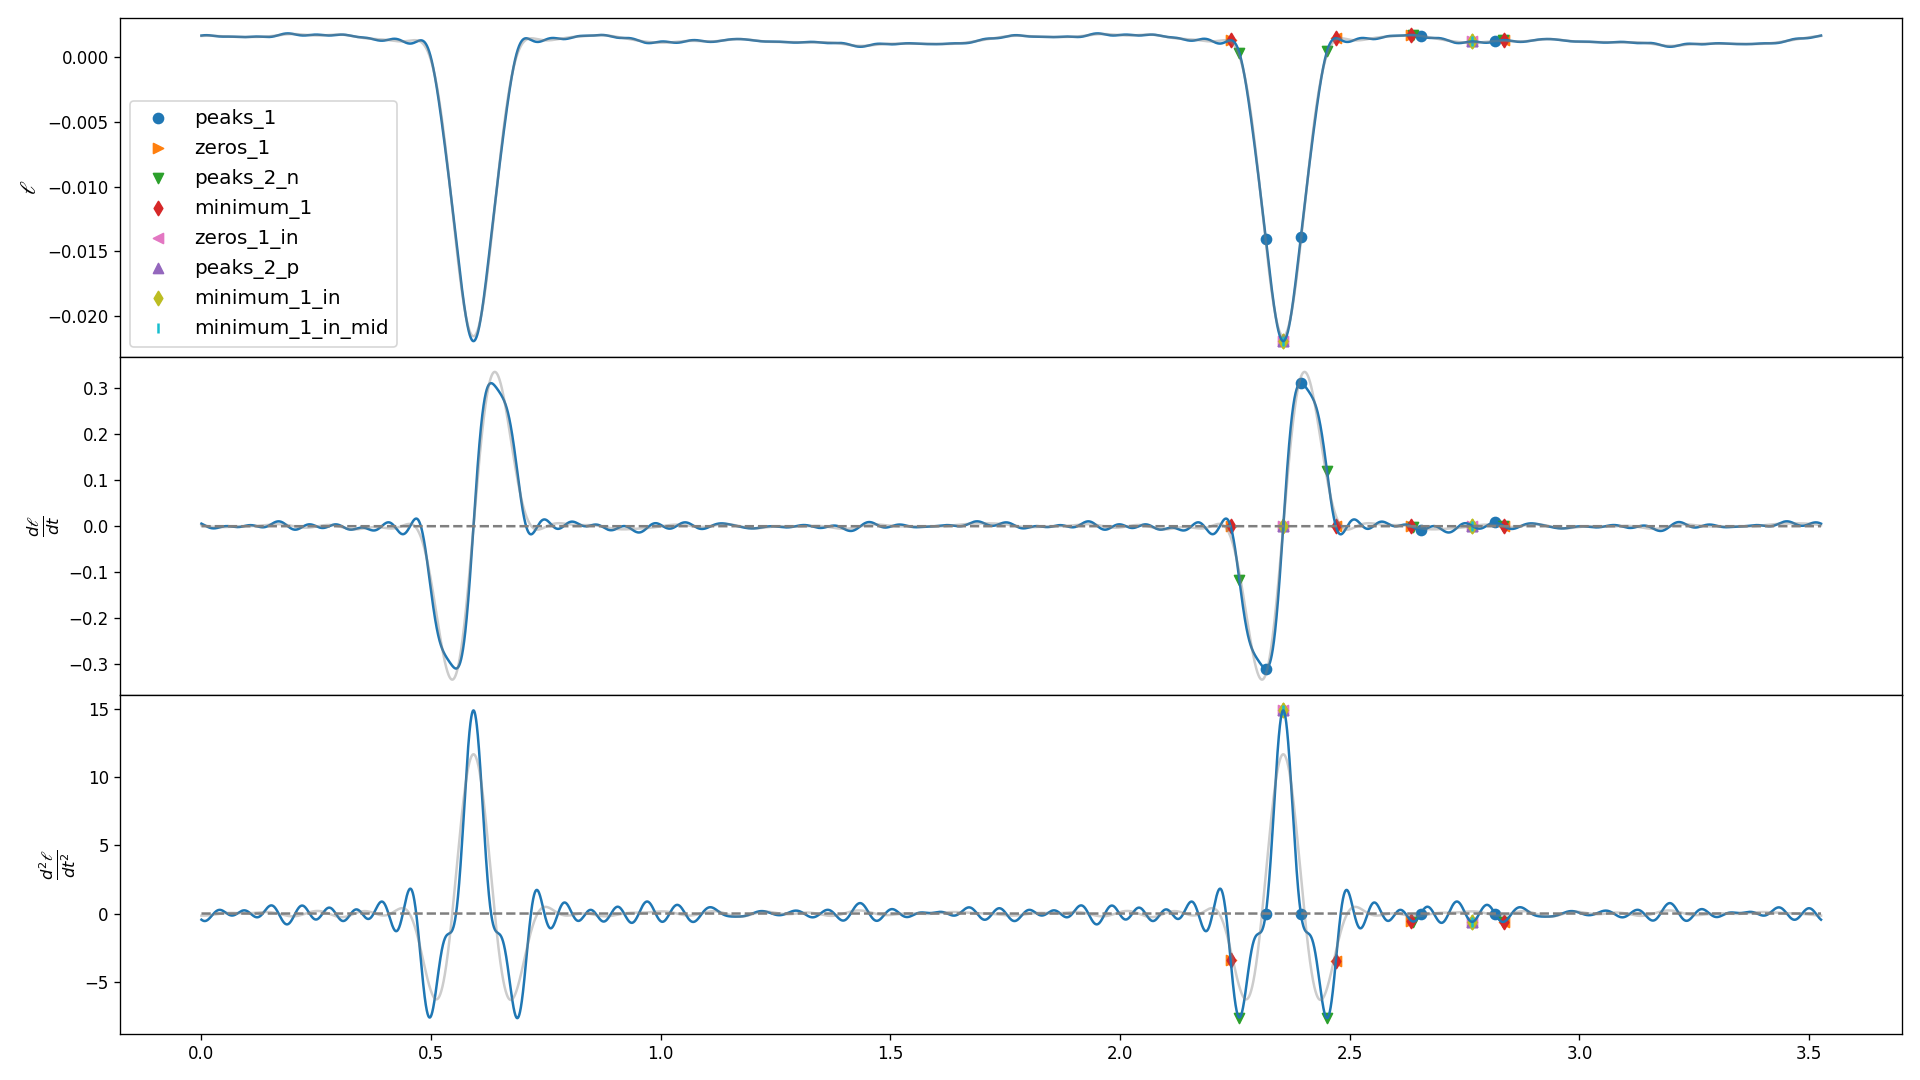 0.000
−0.005
−0.010
−0.015
−0.020
ℓ
peaks_1
zeros_1
peaks_2_n
minimum_1
zeros_1_in
peaks_2_p
minimum_1_in
minimum_1_in_mid
0.3
0.2
0.1
0.0
−0.1
−0.2
−0.3
dℓ/dt
15
10
5
0
−5
d²ℓ/dt²
0.0 0.5 1.0 1.5 2.0 2.5 3.0 3.5